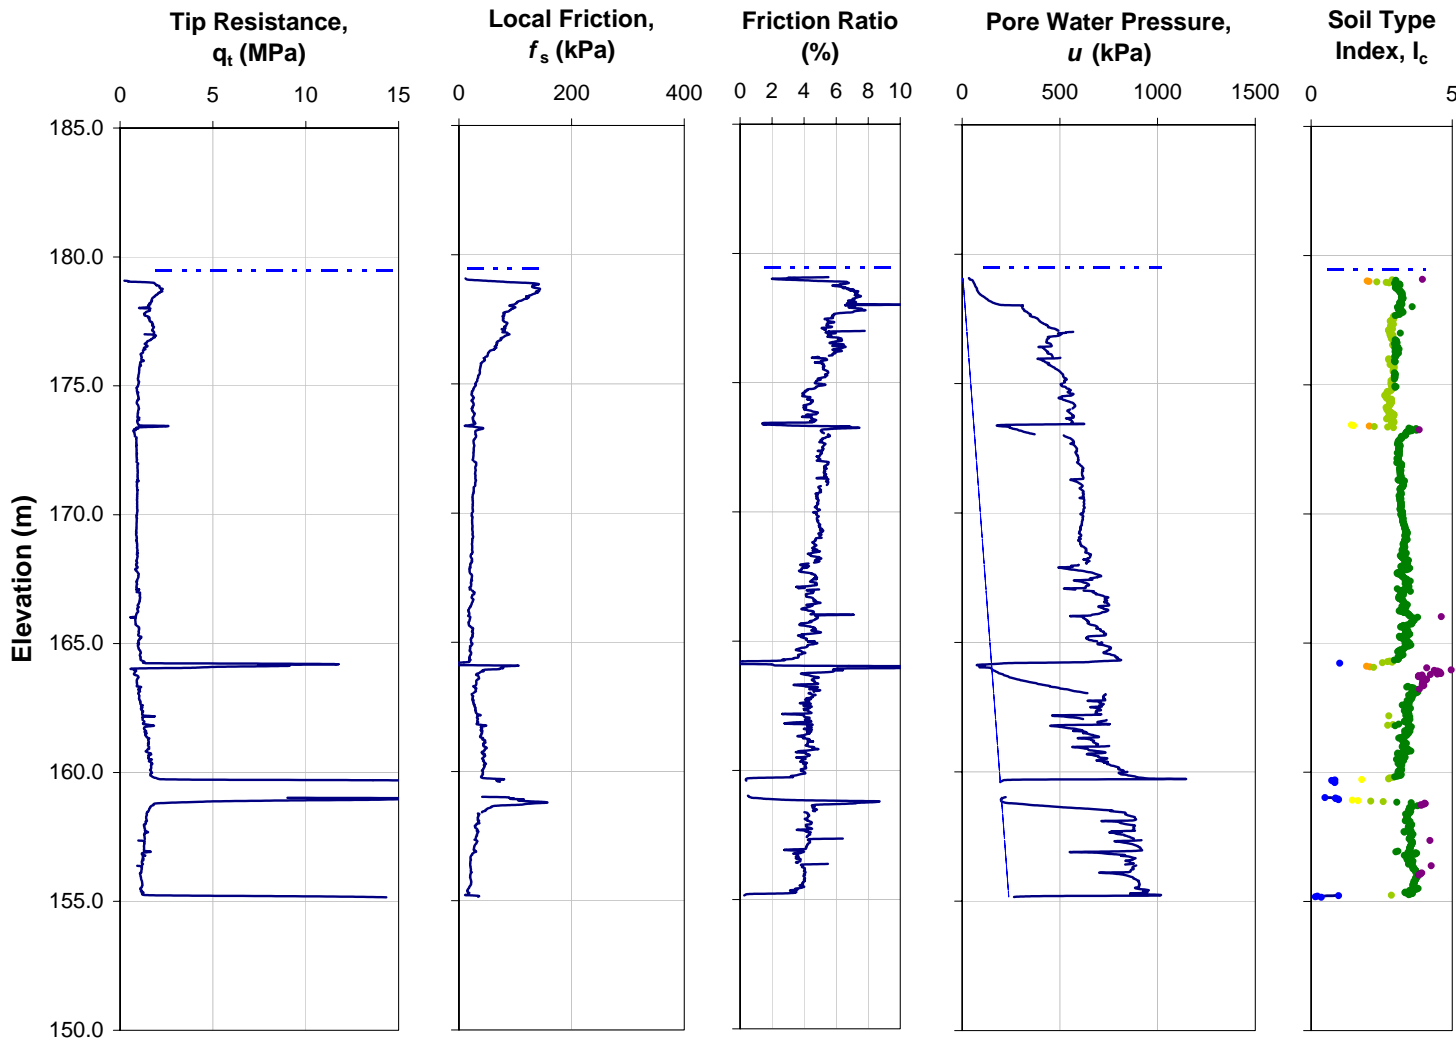 Tip Resistance,
qt (MPa)
Local Friction,
fs (kPa)
Friction Ratio
(%)
Pore Water Pressure,
u (kPa)
Soil Type
Index, Ic
0 5 10 15
0 200 400
0 2 4 6 8 10
0 500 1000 1500
0 5
185.0
180.0
175.0
170.0
165.0
160.0
155.0
150.0
Elevation (m)